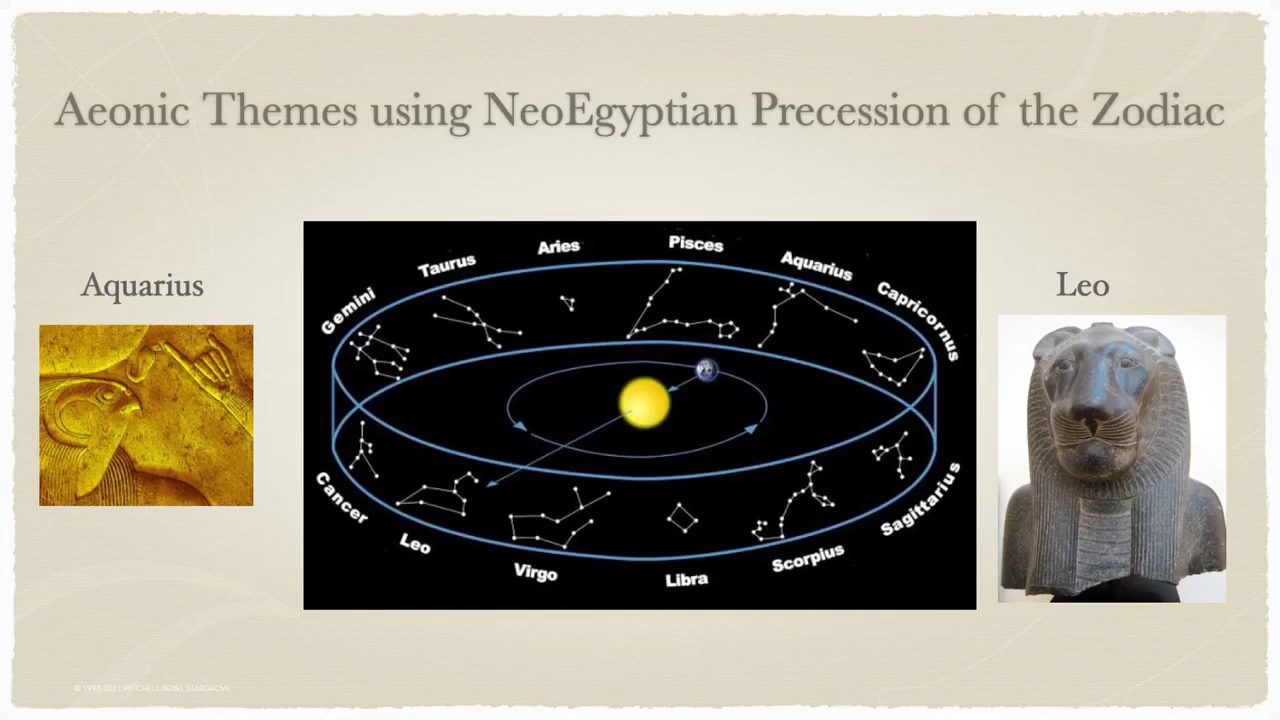 Aeonic Themes using NeoEgyptian Precession of the Zodiac
Aquarius
Leo
Gemini
Taurus
Aries
Pisces
Aquarius
Capricornus
Cancer
Leo
Virgo
Libra
Scorpius
Sagittarius
© 1993-2021 MITCHELL BEBEL STARGROVE